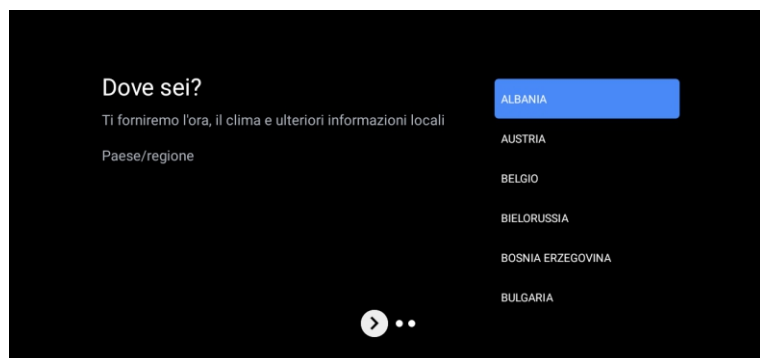 Dove sei?
Ti forniremo l'ora, il clima e ulteriori informazioni locali
Paese/regione
ALBANIA
AUSTRIA
BELGIO
BIELORUSSIA
BOSNIA ERZEGOVINA
BULGARIA